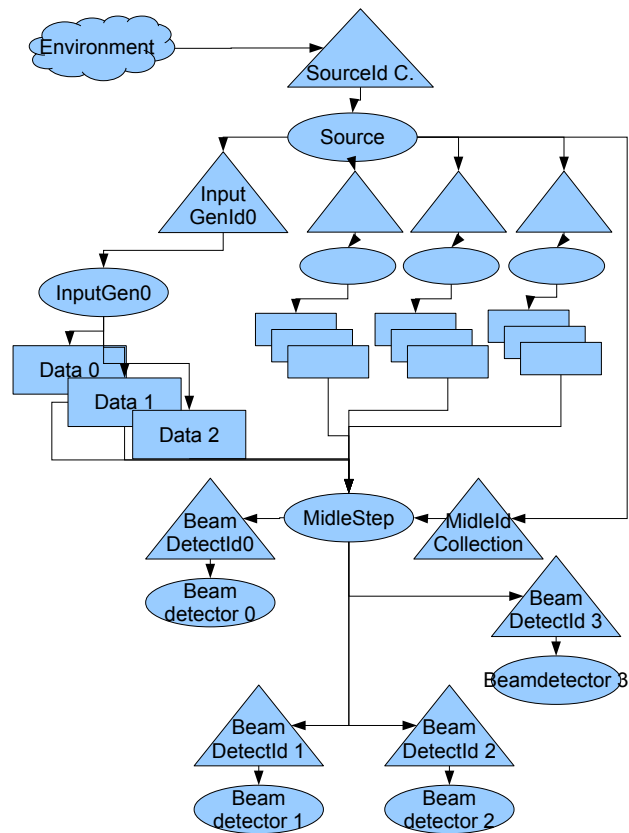 Environment
SourceId C.
Source
Input
GenId0
InputGen0
Data 0
Data 1
Data 2
MidleStep
MidleId
Collection
Beam
DetectId0
Beam
detector 0
Beam
DetectId 3
Beamdetector 3
Beam
DetectId 1
Beam
DetectId 2
Beam
detector 1
Beam
detector 2